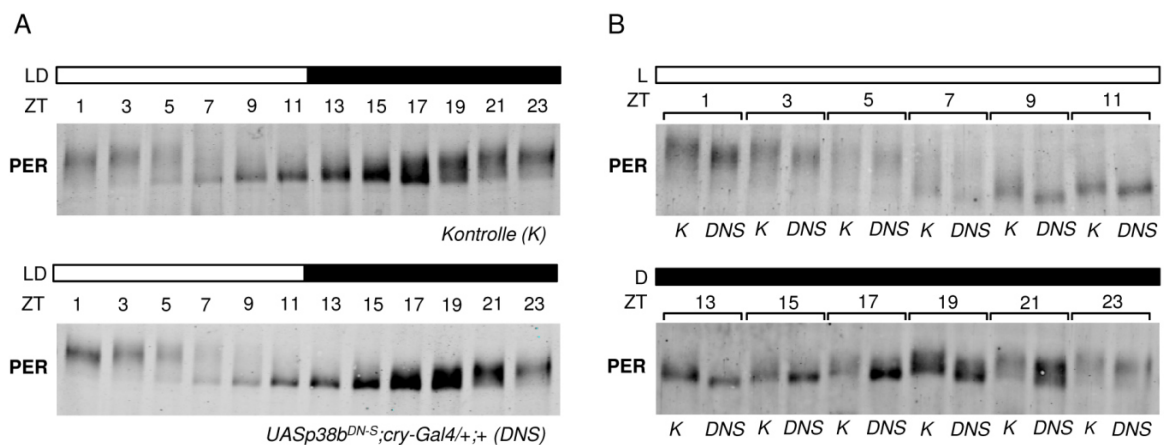 A
LD
ZT 1 3 5 7 9 11 13 15 17 19 21 23
PER
Kontrolle (K)
LD
ZT 1 3 5 7 9 11 13 15 17 19 21 23
PER
UASp38bDN-S;cry-Gal4/+;+ (DNS)
B
L
ZT 1 3 5 7 9 11
PER
K DNS K DNS K DNS K DNS K DNS K DNS
D
ZT 13 15 17 19 21 23
PER
K DNS K DNS K DNS K DNS K DNS K DNS